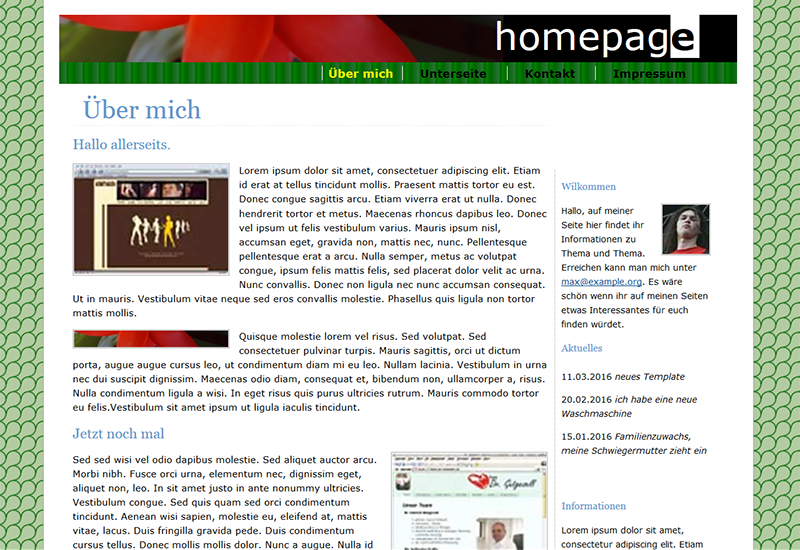 homepage
Über mich Unterseite Kontakt Impressum
Über mich
Hallo allerseits.
Lorem ipsum dolor sit amet, consectetuer adipiscing elit. Etiam
id erat at tellus tincidunt mollis. Praesent mattis tortor eu est.
Donec congue sagittis arcu. Etiam viverra erat ut nulla. Donec
hendrerit tortor et metus. Maecenas rhoncus dapibus leo. Donec
vel ipsum ut felis vestibulum varius. Mauris ipsum nisl,
accumsan eget, gravida non, mattis nec, nunc. Pellentesque
pellentesque erat a arcu. Nulla semper, metus ac volutpat
congue, ipsum felis mattis felis, sed placerat dolor velit ac urna.
Nunc convallis. Donec non ligula nec nunc accumsan consequat.
Ut in mauris. Vestibulum vitae neque sed eros convallis molestie. Phasellus quis ligula non tortor
mattis mollis.
Quisque molestie lorem vel risus. Sed volutpat. Sed
consectetuer pulvinar turpis. Mauris sagittis, orci ut dictum
porta, augue augue cursus leo, ut condimentum diam mi eu leo. Nullam lacinia. Vestibulum in urna
nec dui suscipit dignissim. Maecenas odio diam, consequat et, bibendum non, ullamcorper a, risus.
Nulla condimentum ligula a wisi. In eget risus quis purus ultricies rutrum. Mauris commodo tortor
eu felis.Vestibulum sit amet ipsum ut ligula iaculis tincidunt.
Jetzt noch mal
Sed sed wisi vel odio dapibus molestie. Sed aliquet auctor arcu.
Morbi nibh. Fusce orci urna, elementum nec, dignissim eget,
aliquet non, leo. In sit amet justo in ante nonummy ultricies.
Vestibulum congue. Sed quis quam sed orci condimentum
tincidunt. Aenean wisi sapien, molestie eu, eleifend at, mattis
vitae, lacus. Duis fringilla gravida pede. Duis condimentum
cursus tellus. Donec mollis mollis dolor. Nunc a augue. Nulla id
Wilkommen
Hallo, auf meiner
Seite hier findet ihr
Informationen zu
Thema und Thema.
Erreichen kann man mich unter
max@example.org. Es wäre
schön wenn ihr auf meinen Seiten
etwas Interessantes für euch
finden würdet.
Aktuelles
11.03.2016 neues Template
20.02.2016 ich habe eine neue
Waschmaschine
15.01.2016 Familienzuwachs,
meine Schwiegermutter zieht ein
Informationen
Lorem ipsum dolor sit amet,
consectetur adipiscing elit. Etiam